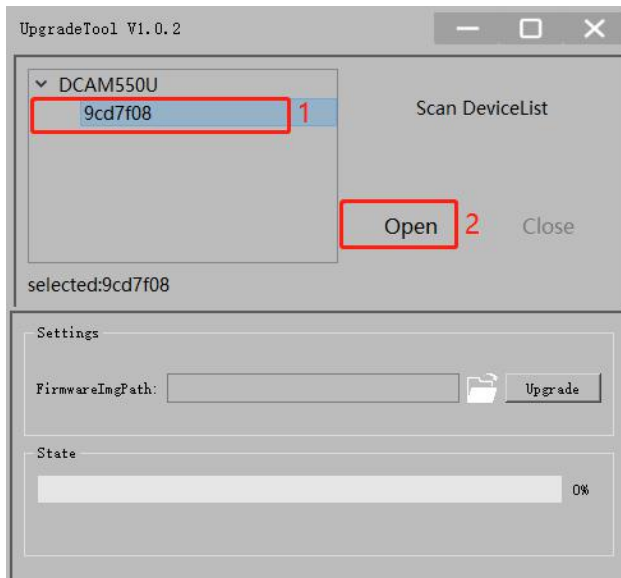 UpgradeTool V1.0.2
DCAM550U
9cd7f08 1
Scan DeviceList
Open 2 Close
selected:9cd7f08
Settings
FirmwareImgPath: Upgrade
State
0%